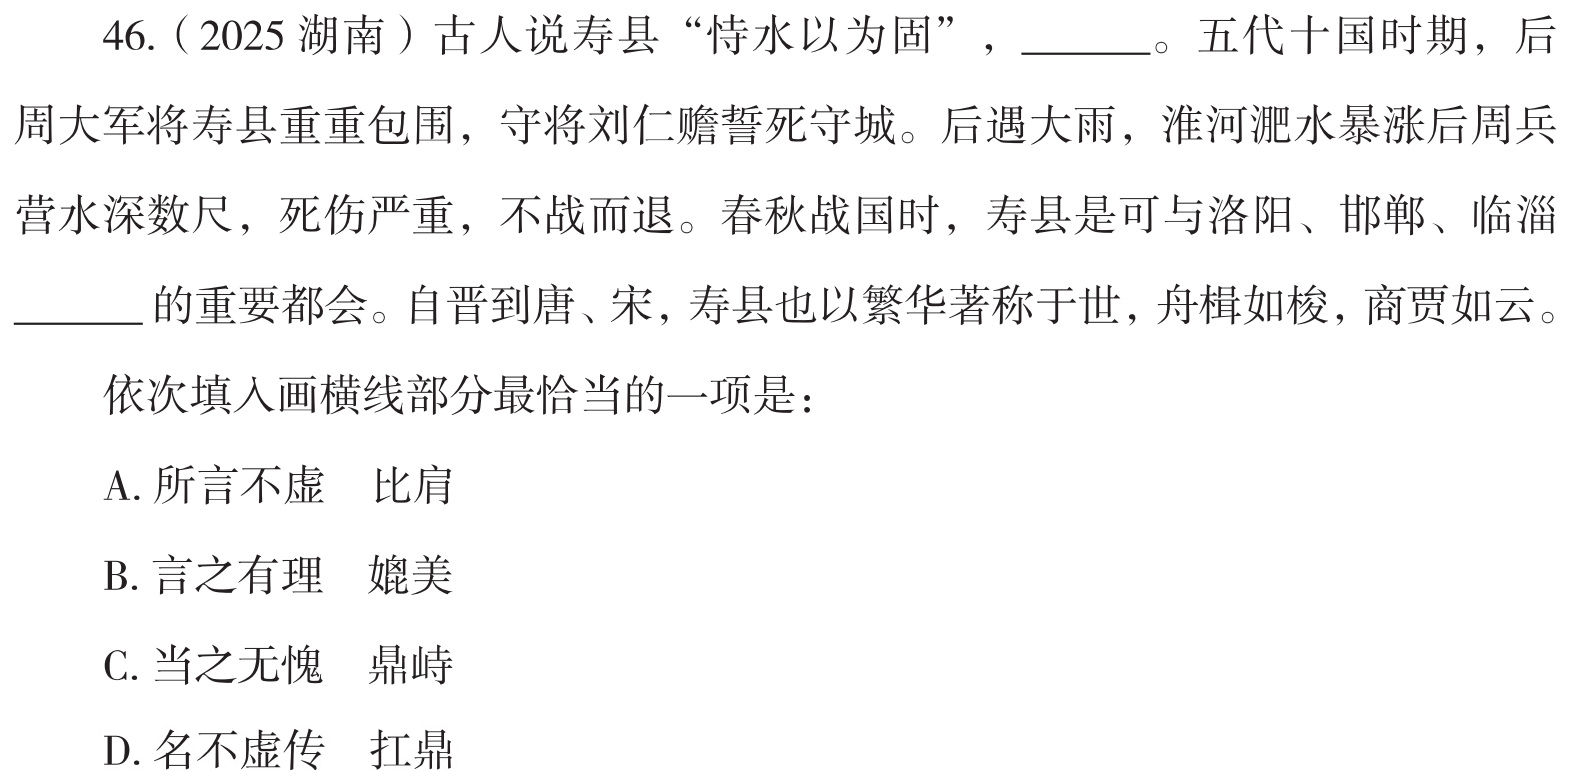 46.（2025 湖南）古人说寿县“恃水以为固”，______。五代十国时期，后
周大军将寿县重重包围，守将刘仁赡誓死守城。后遇大雨，淮河淝水暴涨后周兵
营水深数尺，死伤严重，不战而退。春秋战国时，寿县是可与洛阳、邯郸、临淄
______ 的重要都会。自晋到唐、宋，寿县也以繁华著称于世，舟楫如梭，商贾如云。
依次填入画横线部分最恰当的一项是：
A. 所言不虚　比肩
B. 言之有理　媲美
C. 当之无愧　鼎峙
D. 名不虚传　扛鼎